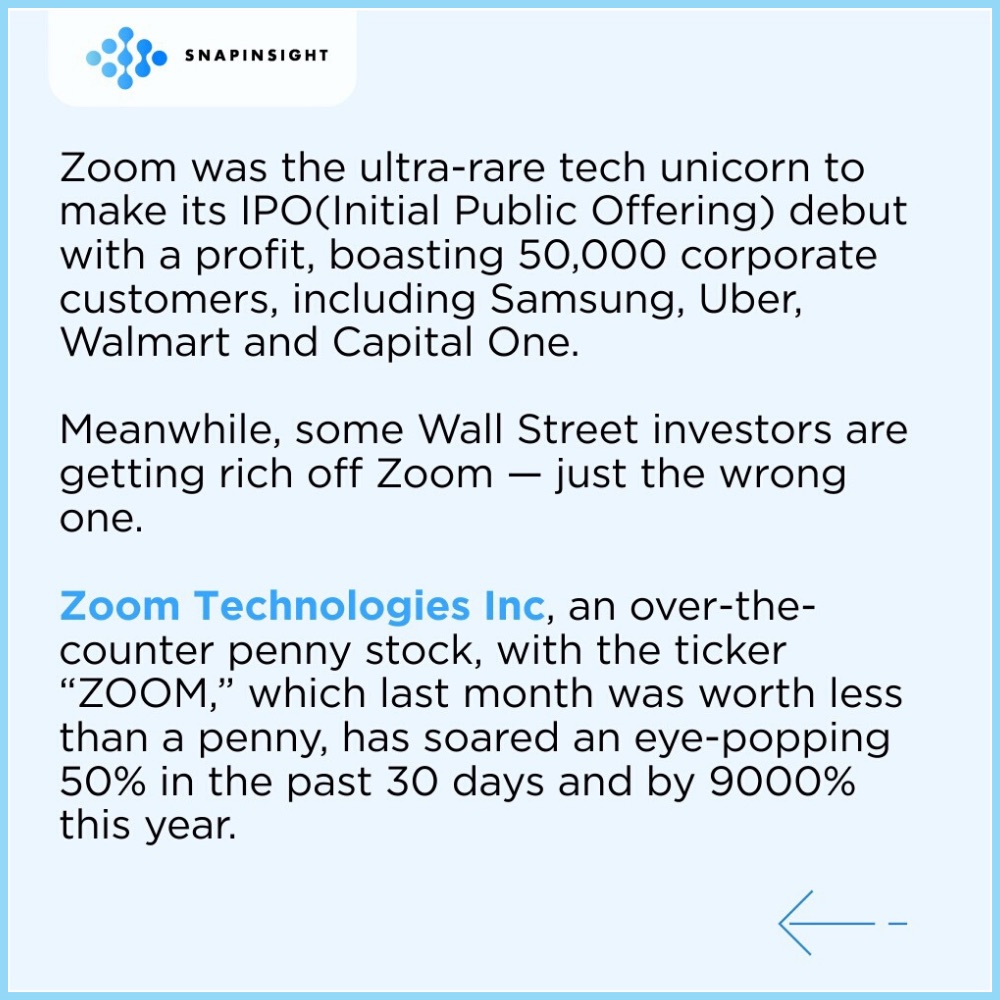 SNAPINSIGHT
Zoom was the ultra-rare tech unicorn to
make its IPO(Initial Public Offering) debut
with a profit, boasting 50,000 corporate
customers, including Samsung, Uber,
Walmart and Capital One.
Meanwhile, some Wall Street investors are
getting rich off Zoom — just the wrong
one.
Zoom Technologies Inc, an over-the-
counter penny stock, with the ticker
“ZOOM,” which last month was worth less
than a penny, has soared an eye-popping
50% in the past 30 days and by 9000%
this year.